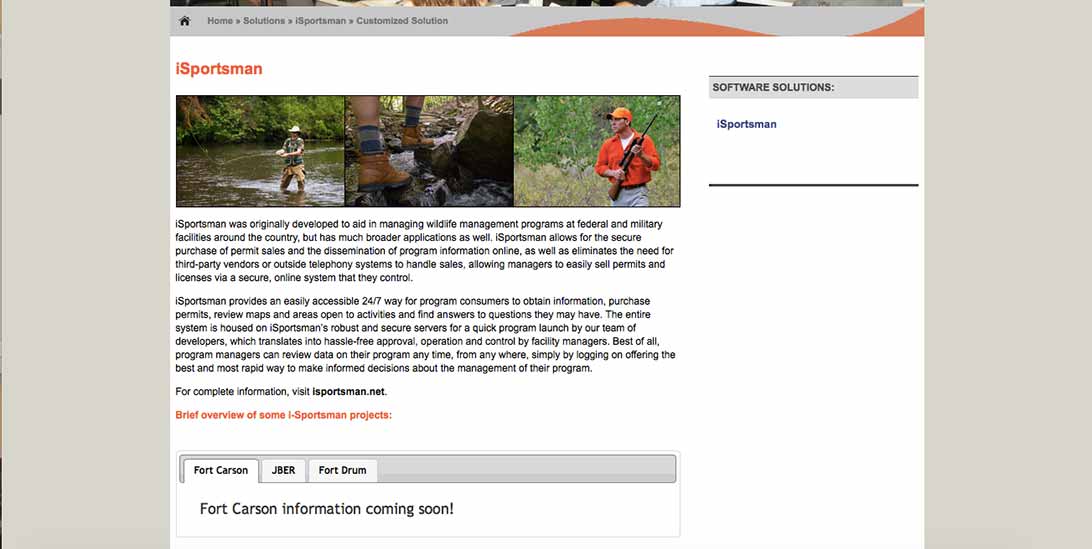 Home » Solutions » iSportsman » Customized Solution
iSportsman
SOFTWARE SOLUTIONS:
iSportsman
iSportsman was originally developed to aid in managing wildlife management programs at federal and military
facilities around the country, but has much broader applications as well. iSportsman allows for the secure
purchase of permit sales and the dissemination of program information online, as well as eliminates the need for
third-party vendors or outside telephony systems to handle sales, allowing managers to easily sell permits and
licenses via a secure, online system that they control.
iSportsman provides an easily accessible 24/7 way for program consumers to obtain information, purchase
permits, review maps and areas open to activities and find answers to questions they may have. The entire
system is housed on iSportsman's robust and secure servers for a quick program launch by our team of
developers, which translates into hassle-free approval, operation and control by facility managers. Best of all,
program managers can review data on their program any time, from any where, simply by logging on offering the
best and most rapid way to make informed decisions about the management of their program.
For complete information, visit isportsman.net.
Brief overview of some i-Sportsman projects:
Fort Carson JBER Fort Drum
Fort Carson information coming soon!